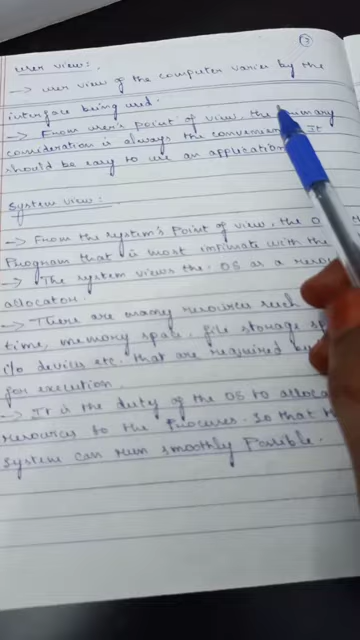 ②
User view:.
→ User view of the computer varies by the
interface being used.
→ From user's point of view, the
consideration is always the convenien It
should be easy to use an application
System view:.
→ From the system's point of view, the O
Program that is most intimate with the
→ The system views the OS as a resou
allocator.
→ There are many resources such
time, memory space, file storage sp
i/o devices etc. that are required by
for execution.
→ It is the duty of the OS to alloca
resources to the Processes. So that th
system can run smoothly Possible.